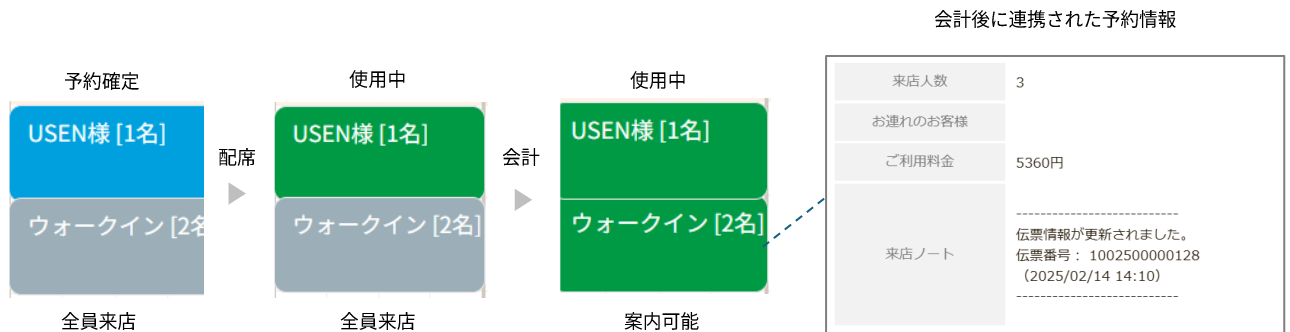 会計後に連携された予約情報
予約確定
USEN様 [1名]
ウォークイン [2名
全員来店
配席
使用中
USEN様 [1名]
ウォークイン [2名]
全員来店
会計
使用中
USEN様 [1名]
ウォークイン [2名]
案内可能
来店人数 3
お連れのお客様
ご利用料金 5360円
来店ノート
---------------------------
伝票情報が更新されました。
伝票番号： 1002500000128
（2025/02/14 14:10）
---------------------------